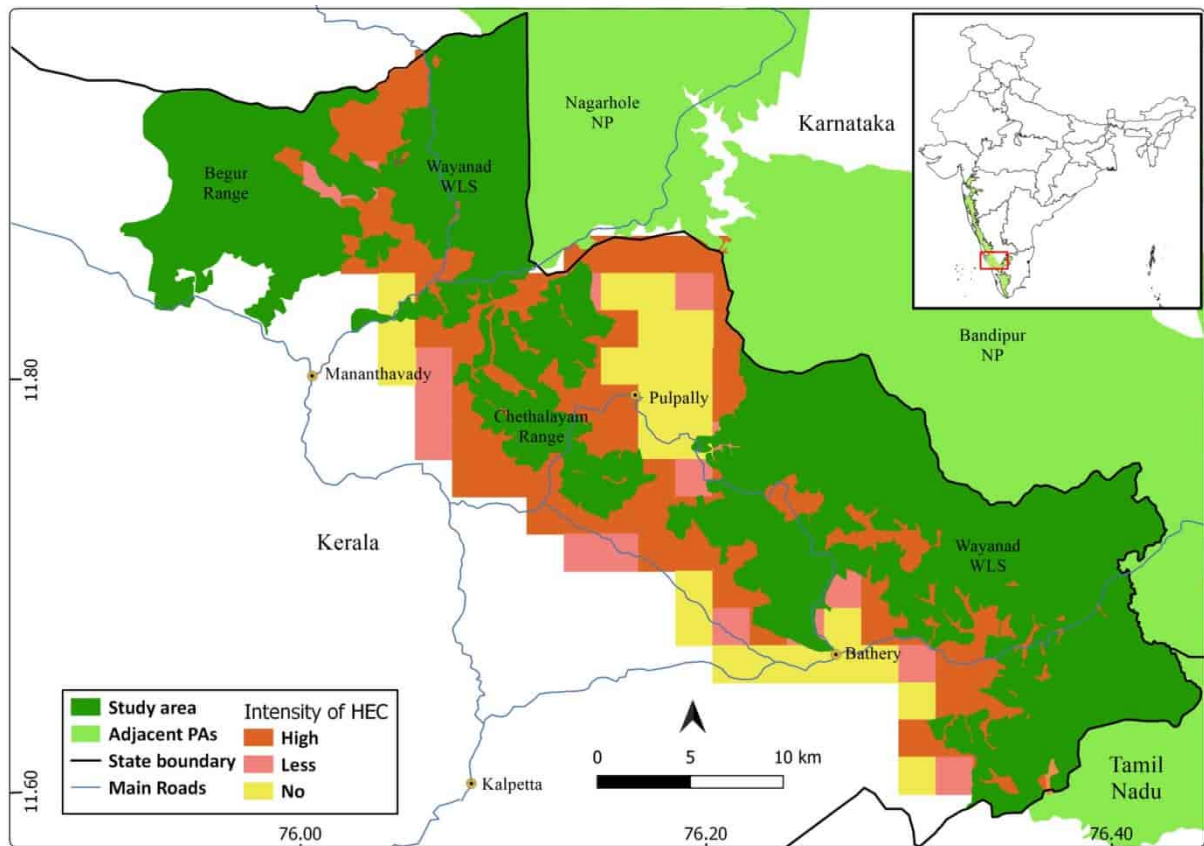 Nagarhole
NP
Karnataka
Begur
Range
Wayanad
WLS
Bandipur
NP
11.80
Mananthavady
Pulpally
Chethalayam
Range
Kerala
Wayanad
WLS
Bathery
Study area
Adjacent PAs
State boundary
Main Roads
Intensity of HEC
High
Less
No
0 5 10 km
Kalpetta
Tamil
Nadu
11.60
76.00 76.20 76.40